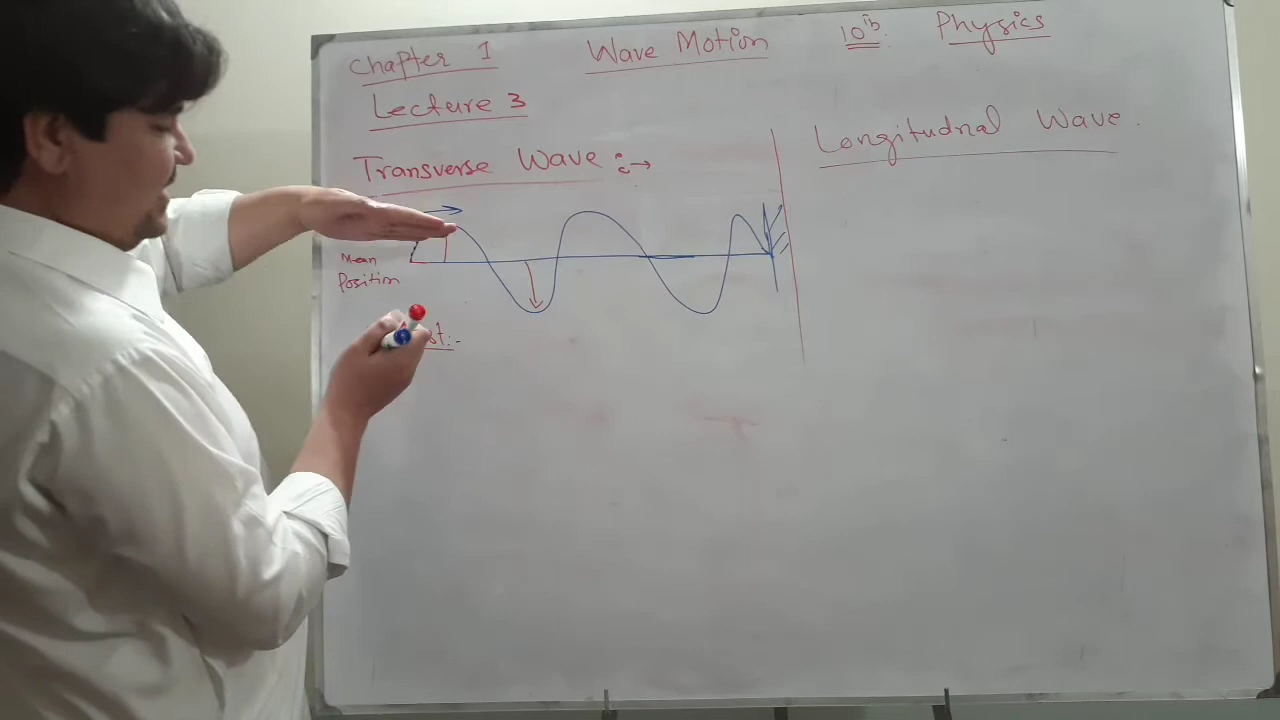 Chapter 1 Wave Motion 10th Physics
Lecture 3
Transverse Wave :→
Longitudnal Wave.
Mean
Position